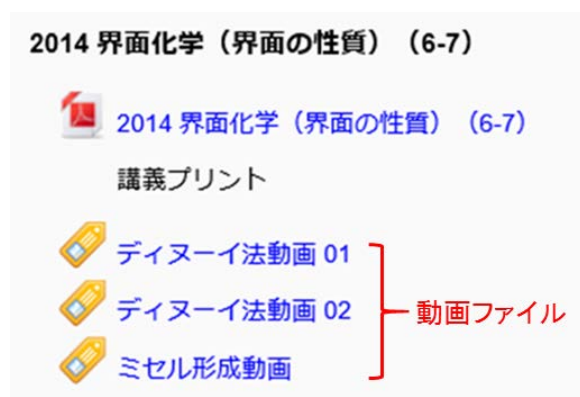 2014 界面化学（界面の性質）（6-7）
2014 界面化学（界面の性質）（6-7）
講義プリント
ディヌーイ法動画 01
ディヌーイ法動画 02
動画ファイル
ミセル形成動画